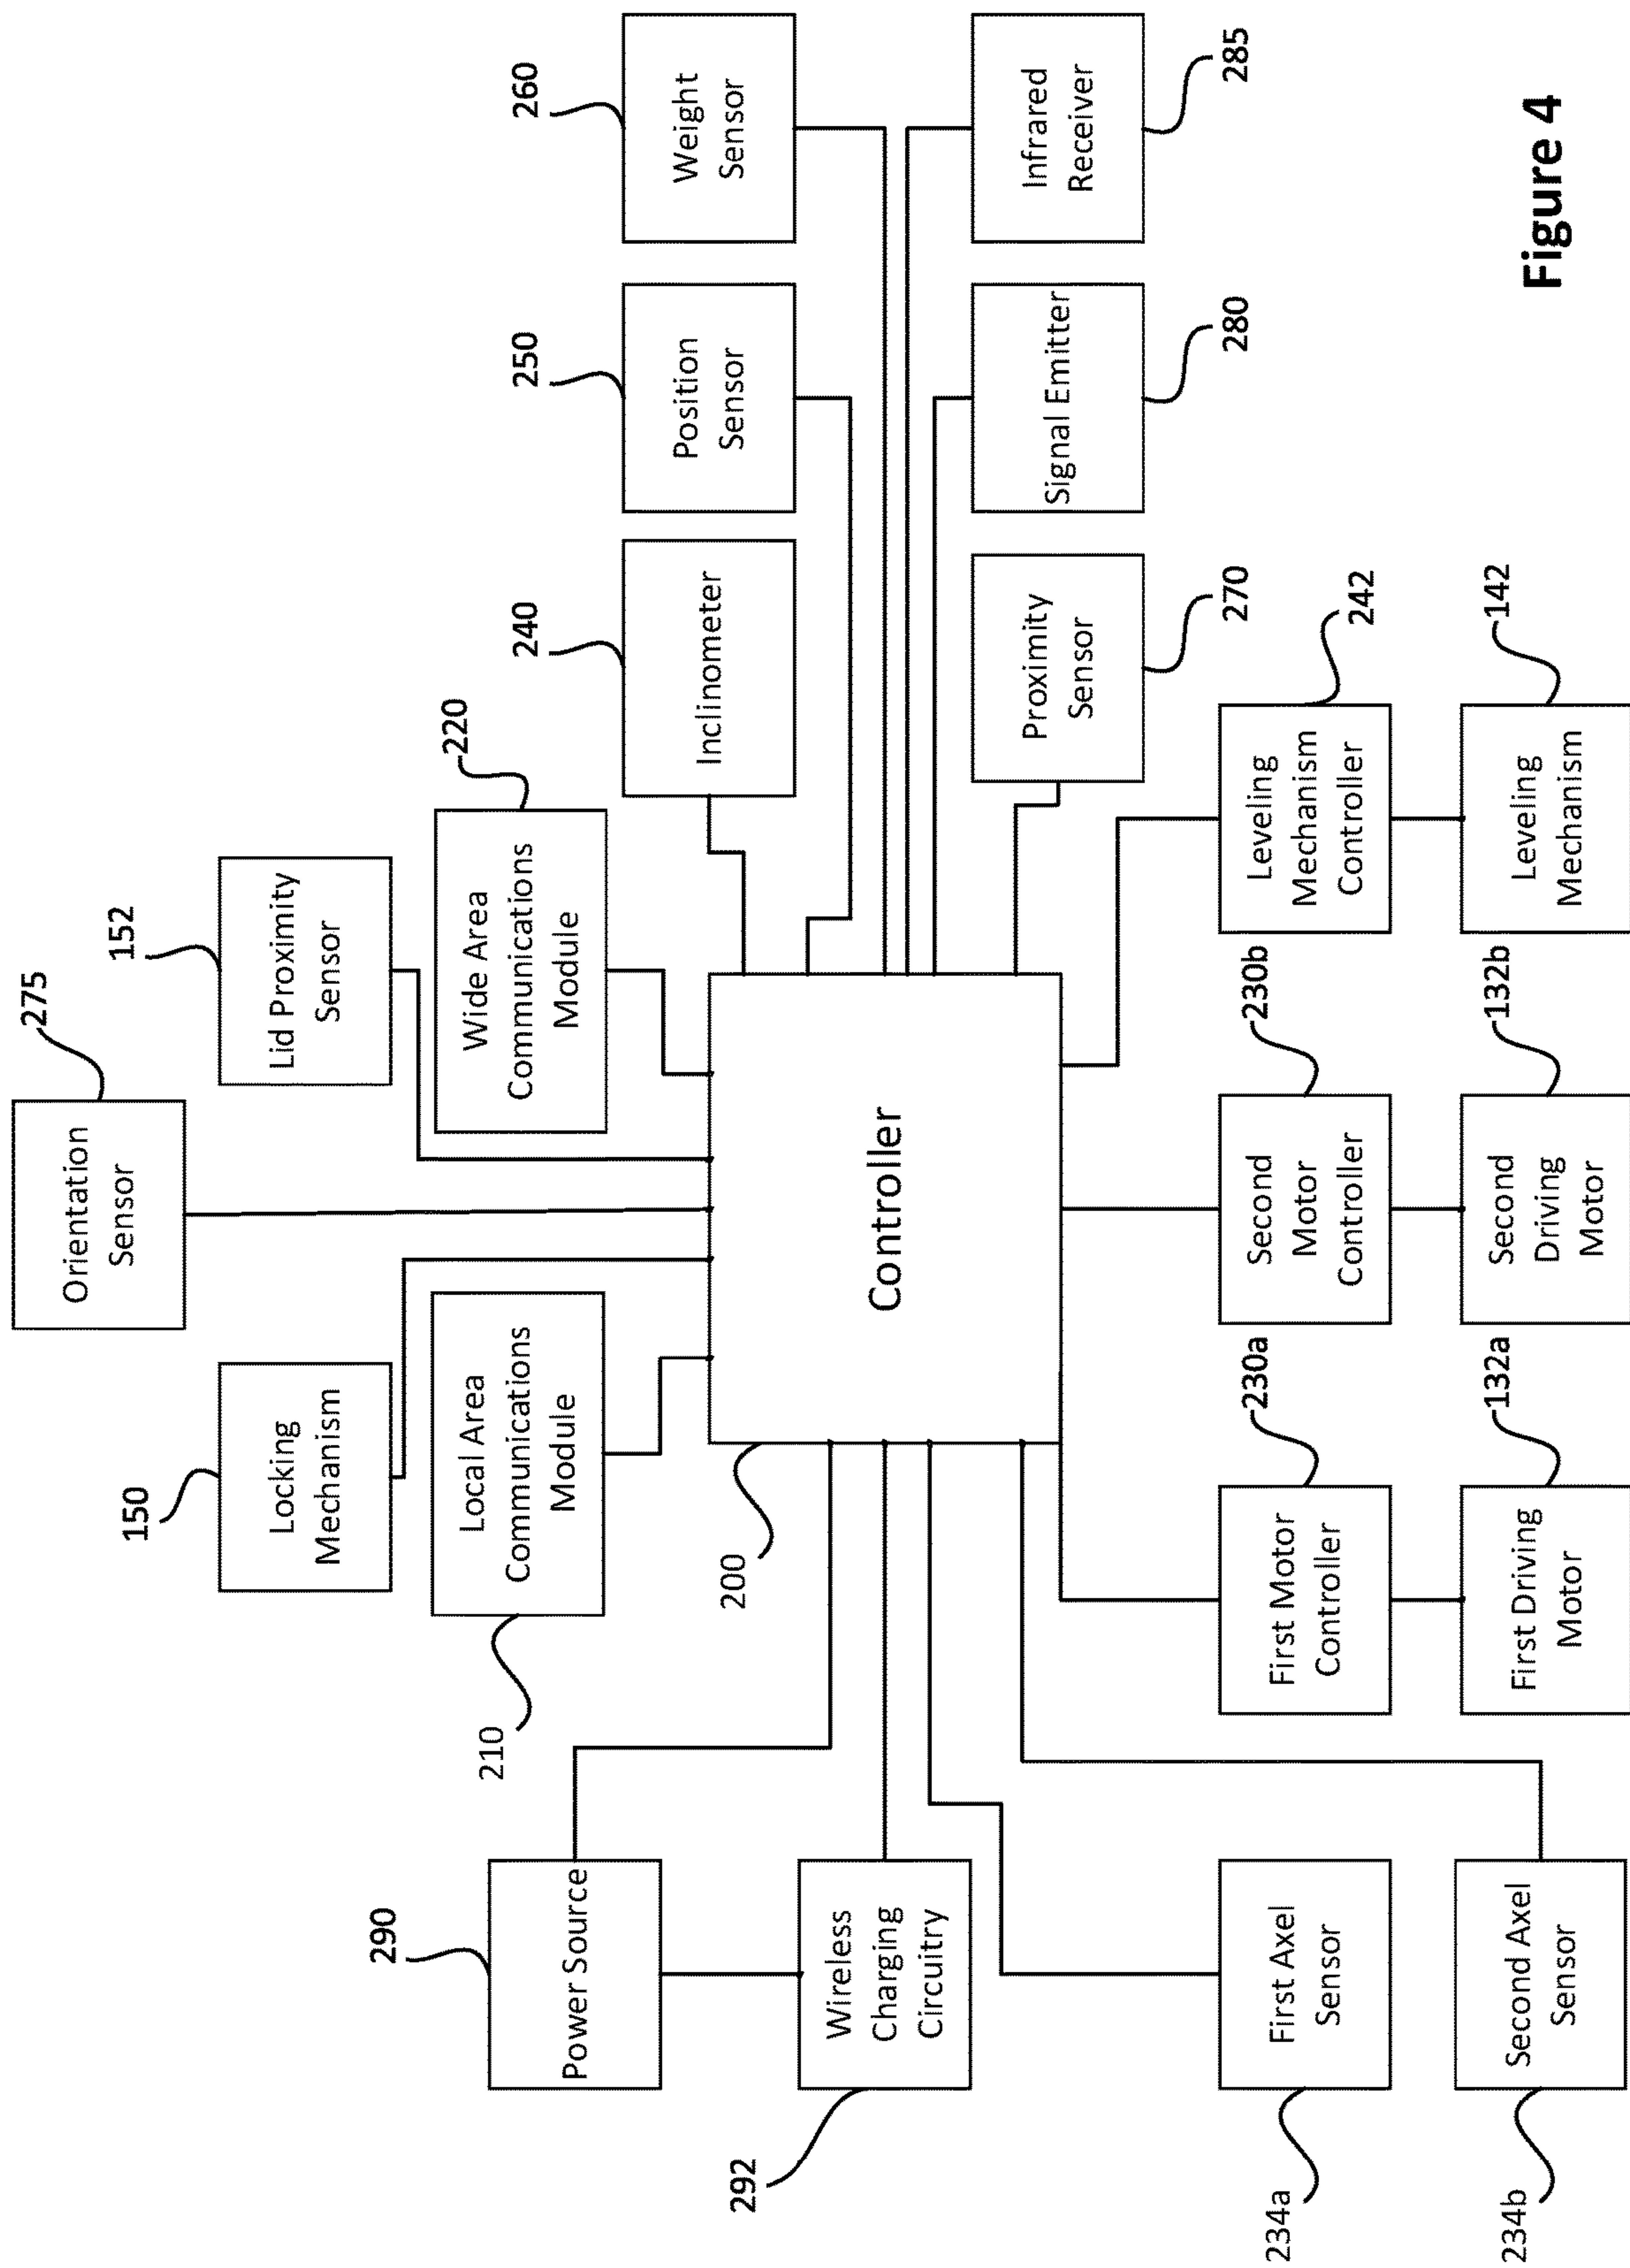 275
Orientation
Sensor
150
Locking
Mechanism
152
Lid Proximity
Sensor
210
Local Area
Communications
Module
220
Wide Area
Communications
Module
290
Power Source
240
Inclinometer
250
Position
Sensor
260
Weight
Sensor
292
Wireless
Charging
Circuitry
200
Controller
270
Proximity
Sensor
280
Signal Emitter
285
Infrared
Receiver
234a
First Axel
Sensor
230a
First Motor
Controller
230b
Second
Motor
Controller
242
Leveling
Mechanism
Controller
234b
Second Axel
Sensor
132a
First Driving
Motor
132b
Second
Driving
Motor
142
Leveling
Mechanism
Figure 4